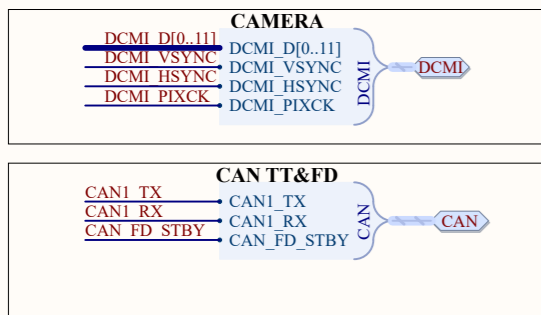 CAMERA
DCMI_D[0..11] DCMI_D[0..11]
DCMI_VSYNC DCMI_VSYNC
DCMI_HSYNC DCMI_HSYNC
DCMI_PIXCK DCMI_PIXCK
DCMI
DCMI
CAN TT&FD
CAN1_TX CAN1_TX
CAN1_RX CAN1_RX
CAN_FD_STBY CAN_FD_STBY
CAN
CAN